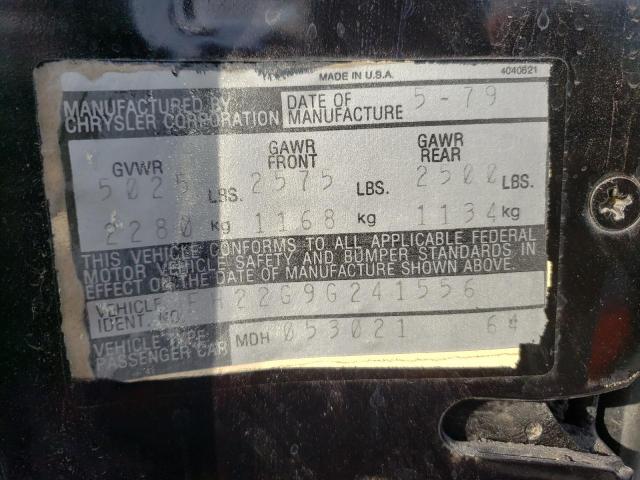 MADE IN U.S.A. 4040621
MANUFACTURED BY
CHRYSLER CORPORATION
DATE OF
MANUFACTURE
5-79
GVWR
GAWR
FRONT
GAWR
REAR
5025 LBS. 2575 LBS. 2500 LBS.
2280 kg 1168 kg 1134 kg
THIS VEHICLE CONFORMS TO ALL APPLICABLE FEDERAL
MOTOR VEHICLE SAFETY AND BUMPER STANDARDS IN
EFFECT ON THE DATE OF MANUFACTURE SHOWN ABOVE.
VEHICLE
IDENT. NO.
FH22G9G241556
VEHICLE TYPE
PASSENGER CAR
MDH 053021 64